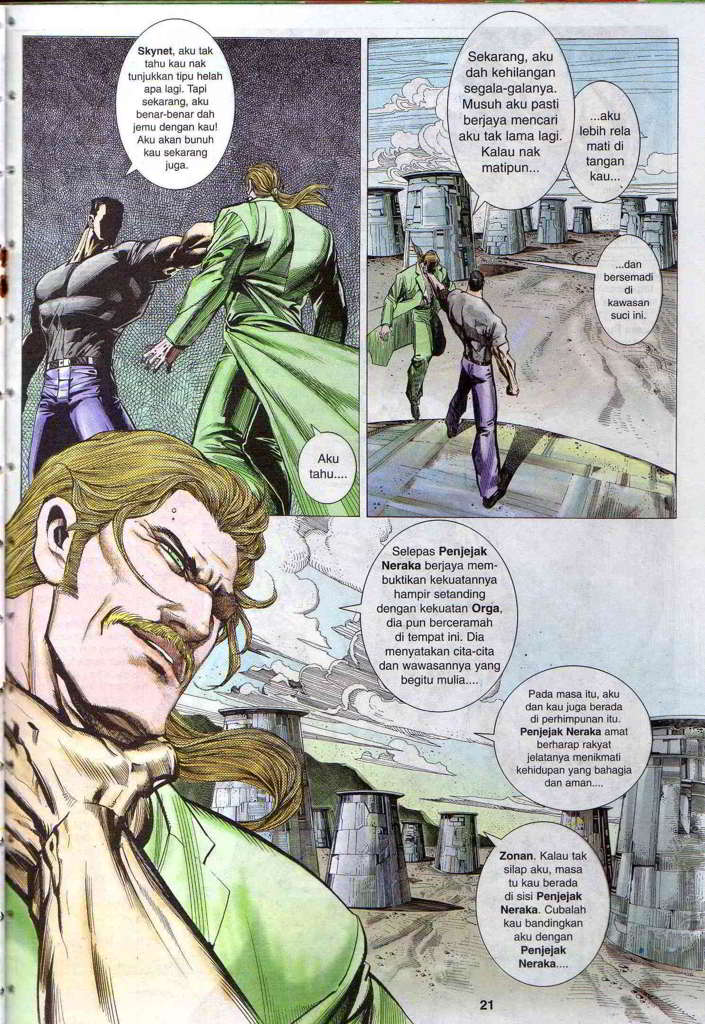 Skynet, aku tak
tahu kau nak
tunjukkan tipu helah
apa lagi. Tapi
sekarang, aku
benar-benar dah
jemu dengan kau!
Aku akan bunuh
kau sekarang
juga.
Aku
tahu....
Sekarang, aku
dah kehilangan
segala-galanya.
Musuh aku pasti
berjaya mencari
aku tak lama lagi.
Kalau nak
matipun...
...aku
lebih rela
mati di
tangan
kau...
...dan
bersemadi
di
kawasan
suci ini.
Selepas Penjejak
Neraka berjaya mem-
buktikan kekuatannya
hampir setanding
dengan kekuatan Orga,
dia pun berceramah
di tempat ini. Dia
menyatakan cita-cita
dan wawasannya yang
begitu mulia....
Pada masa itu, aku
dan kau juga berada
di perhimpunan itu.
Penjejak Neraka amat
berharap rakyat
jelatanya menikmati
kehidupan yang bahagia
dan aman....
Zonan. Kalau tak
silap aku, masa
tu kau berada
di sisi Penjejak
Neraka. Cubalah
kau bandingkan
aku dengan
Penjejak
Neraka....
21